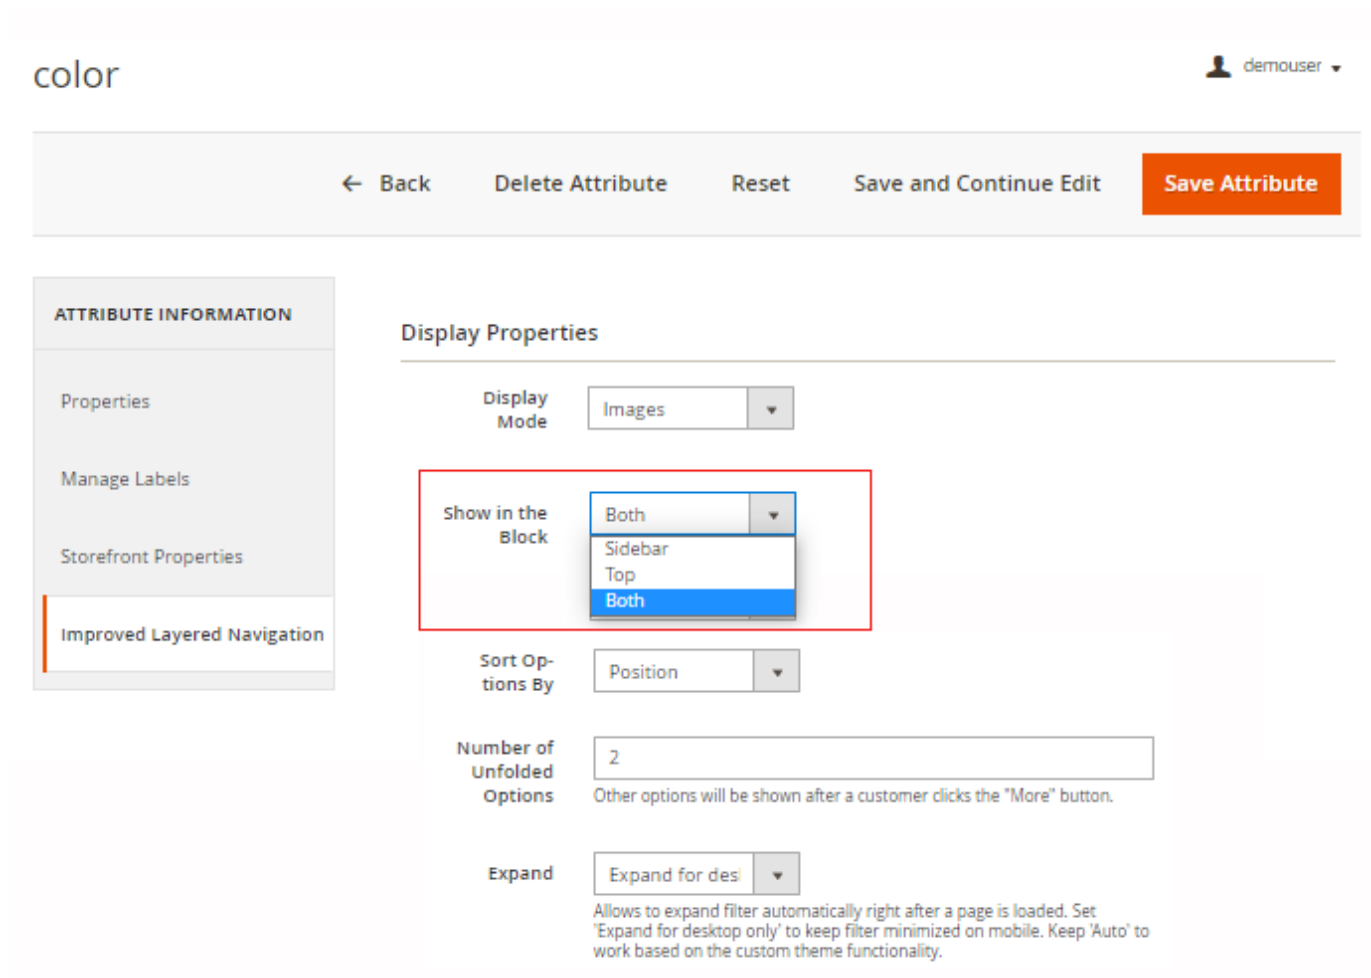 color
demouser
← Back Delete Attribute Reset Save and Continue Edit Save Attribute
ATTRIBUTE INFORMATION
Properties
Manage Labels
Storefront Properties
Improved Layered Navigation
Display Properties
Display
Mode
Images
Show in the
Block
Both
Sidebar
Top
Both
Sort Op-
tions By
Position
Number of
Unfolded
Options
2
Other options will be shown after a customer clicks the "More" button.
Expand
Expand for des
Allows to expand filter automatically right after a page is loaded. Set
'Expand for desktop only' to keep filter minimized on mobile. Keep 'Auto' to
work based on the custom theme functionality.